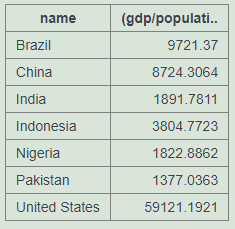 name (gdp/populati..
Brazil 9721.37
China 8724.3064
India 1891.7811
Indonesia 3804.7723
Nigeria 1822.8862
Pakistan 1377.0363
United States 59121.1921